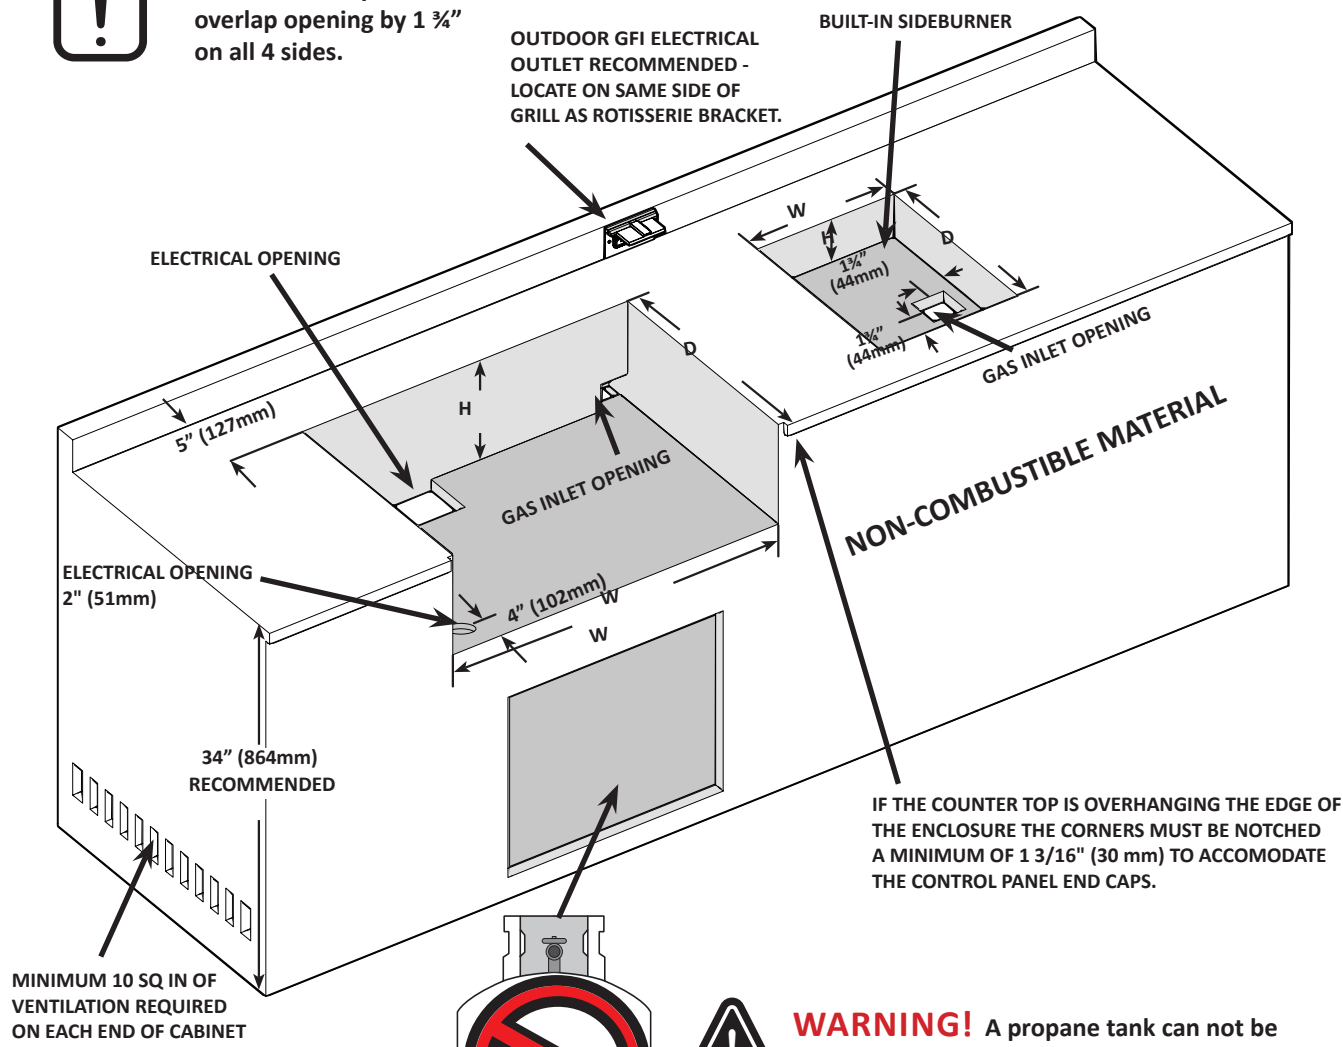 overlap opening by 1 ¾”
on all 4 sides.
OUTDOOR GFI ELECTRICAL
OUTLET RECOMMENDED -
LOCATE ON SAME SIDE OF
GRILL AS ROTISSERIE BRACKET.
BUILT-IN SIDEBURNER
W
H
D
1¾”
(44mm)
1¾”
(44mm)
GAS INLET OPENING
ELECTRICAL OPENING
5” (127mm)
H
D
GAS INLET OPENING
NON-COMBUSTIBLE MATERIAL
ELECTRICAL OPENING
2" (51mm)
4” (102mm)
W
W
34” (864mm)
RECOMMENDED
IF THE COUNTER TOP IS OVERHANGING THE EDGE OF
THE ENCLOSURE THE CORNERS MUST BE NOTCHED
A MINIMUM OF 1 3/16" (30 mm) TO ACCOMODATE
THE CONTROL PANEL END CAPS.
MINIMUM 10 SQ IN OF
VENTILATION REQUIRED
ON EACH END OF CABINET
WARNING! A propane tank can not be